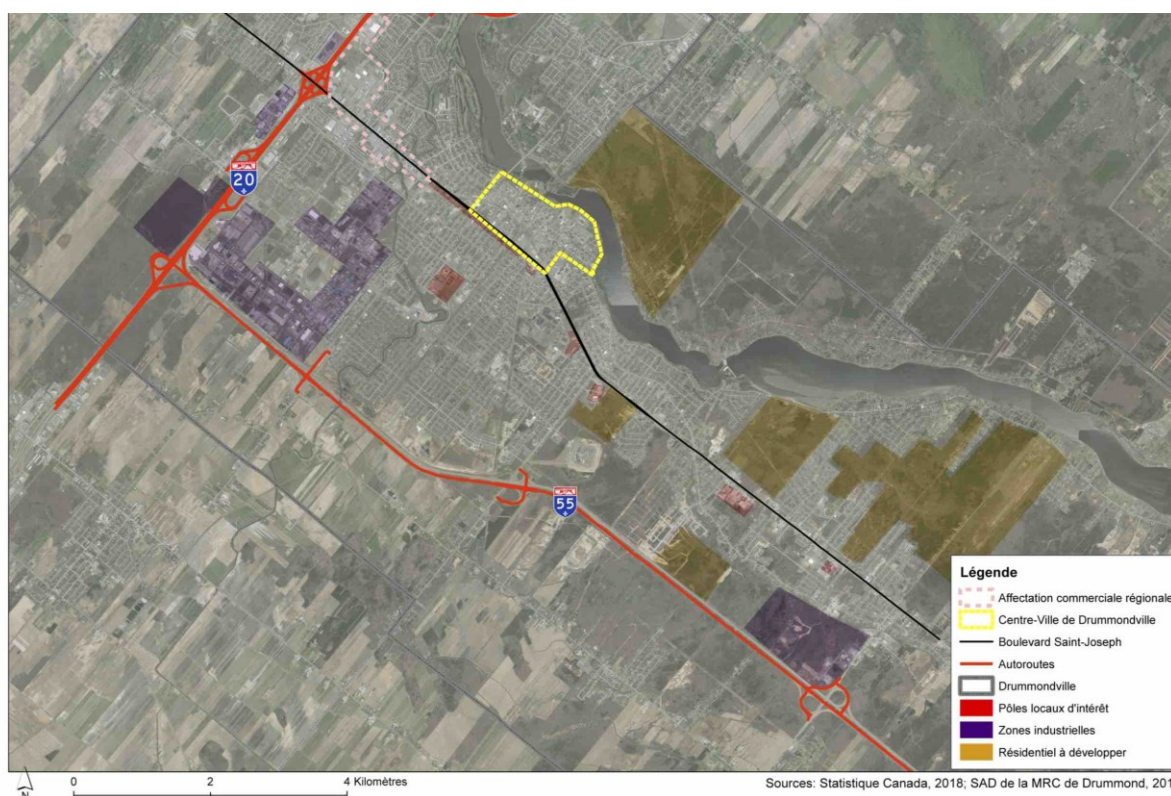 20
55
Légende
Affectation commerciale régionale
Centre-Ville de Drummondville
Boulevard Saint-Joseph
Autoroutes
Drummondville
Pôles locaux d'intérêt
Zones industrielles
Résidentiel à développer
N
0 2 4 Kilomètres
Sources: Statistique Canada, 2018; SAD de la MRC de Drummond, 201